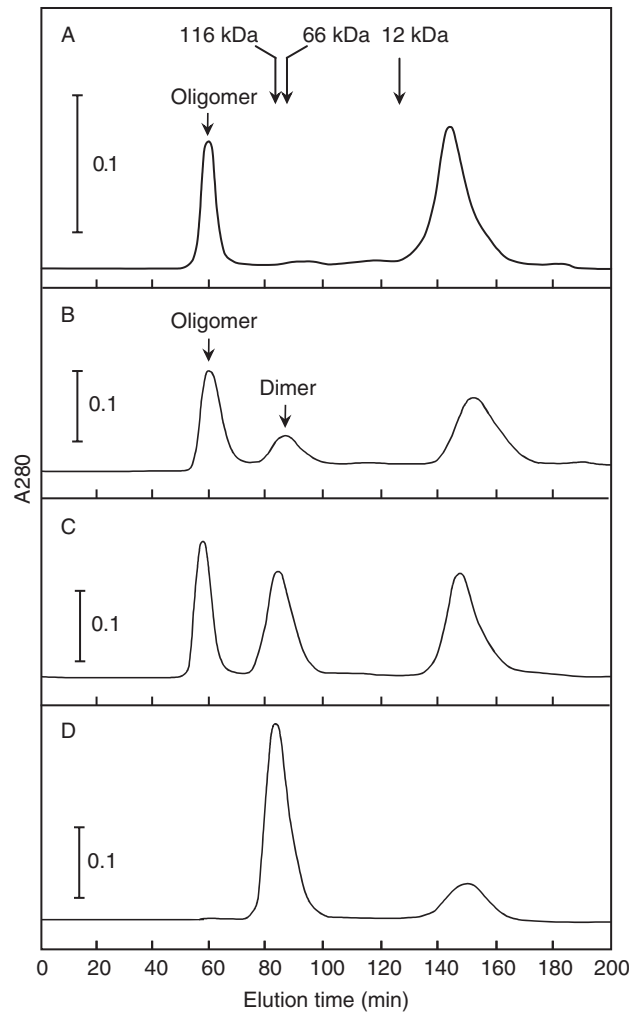 A
116 kDa 66 kDa 12 kDa
Oligomer
0.1
B
Oligomer
Dimer
0.1
A280
C
0.1
D
0.1
0 20 40 60 80 100 120 140 160 180 200
Elution time (min)